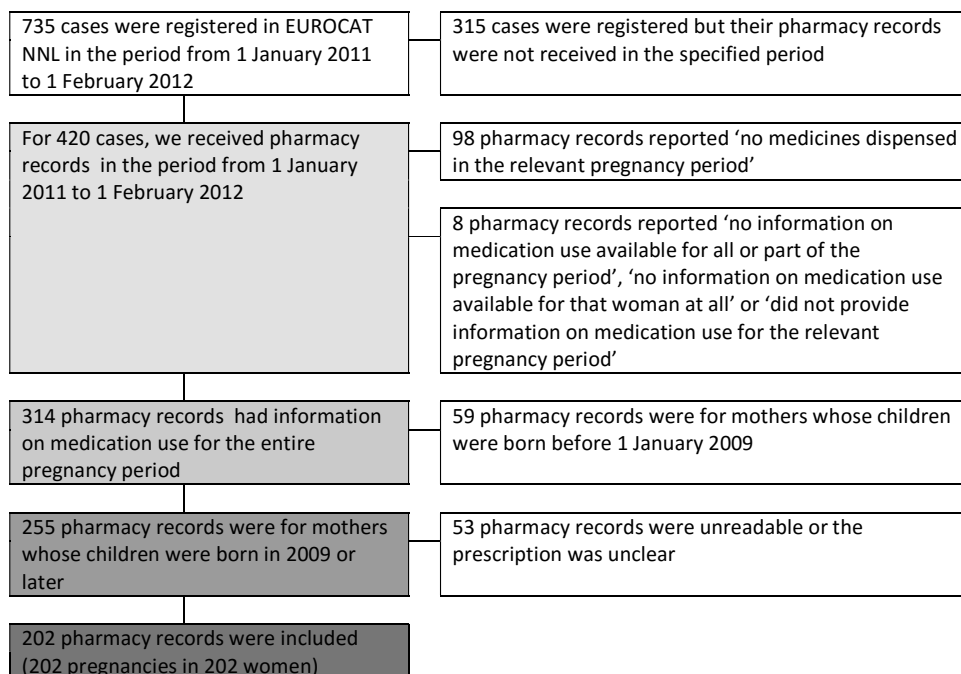 735 cases were registered in EUROCAT
NNL in the period from 1 January 2011
to 1 February 2012
315 cases were registered but their pharmacy records
were not received in the specified period
For 420 cases, we received pharmacy
records in the period from 1 January
2011 to 1 February 2012
98 pharmacy records reported ‘no medicines dispensed
in the relevant pregnancy period’
8 pharmacy records reported ‘no information on
medication use available for all or part of the
pregnancy period’, ‘no information on medication use
available for that woman at all’ or ‘did not provide
information on medication use for the relevant
pregnancy period’
314 pharmacy records had information
on medication use for the entire
pregnancy period
59 pharmacy records were for mothers whose children
were born before 1 January 2009
255 pharmacy records were for mothers
whose children were born in 2009 or
later
53 pharmacy records were unreadable or the
prescription was unclear
202 pharmacy records were included
(202 pregnancies in 202 women)